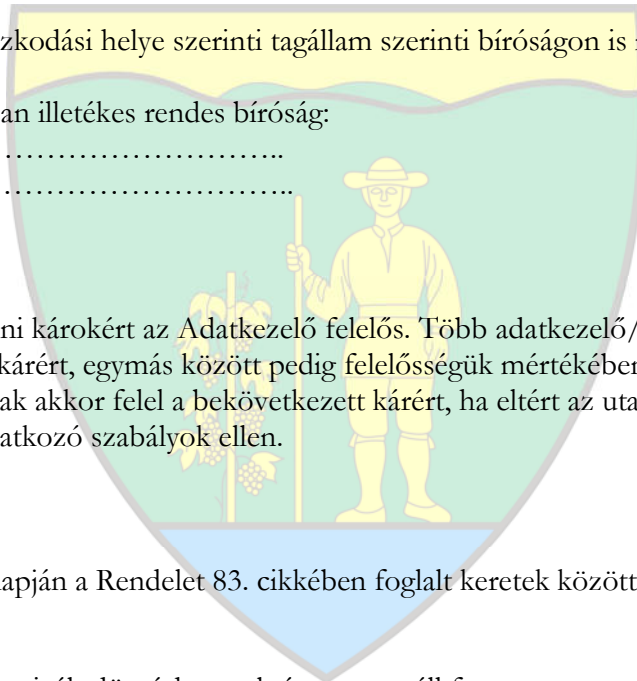 zkodási helye szerinti tagállam szerinti bíróságon is
an illetékes rendes bíróság:
……………………..
………………………..
ni károkért az Adatkezelő felelős. Több adatkezelő/
kárért, egymás között pedig felelősségük mértékében
ak akkor felel a bekövetkezett kárért, ha eltért az uta
atkozó szabályok ellen.
lapján a Rendelet 83. cikkében foglalt keretek között